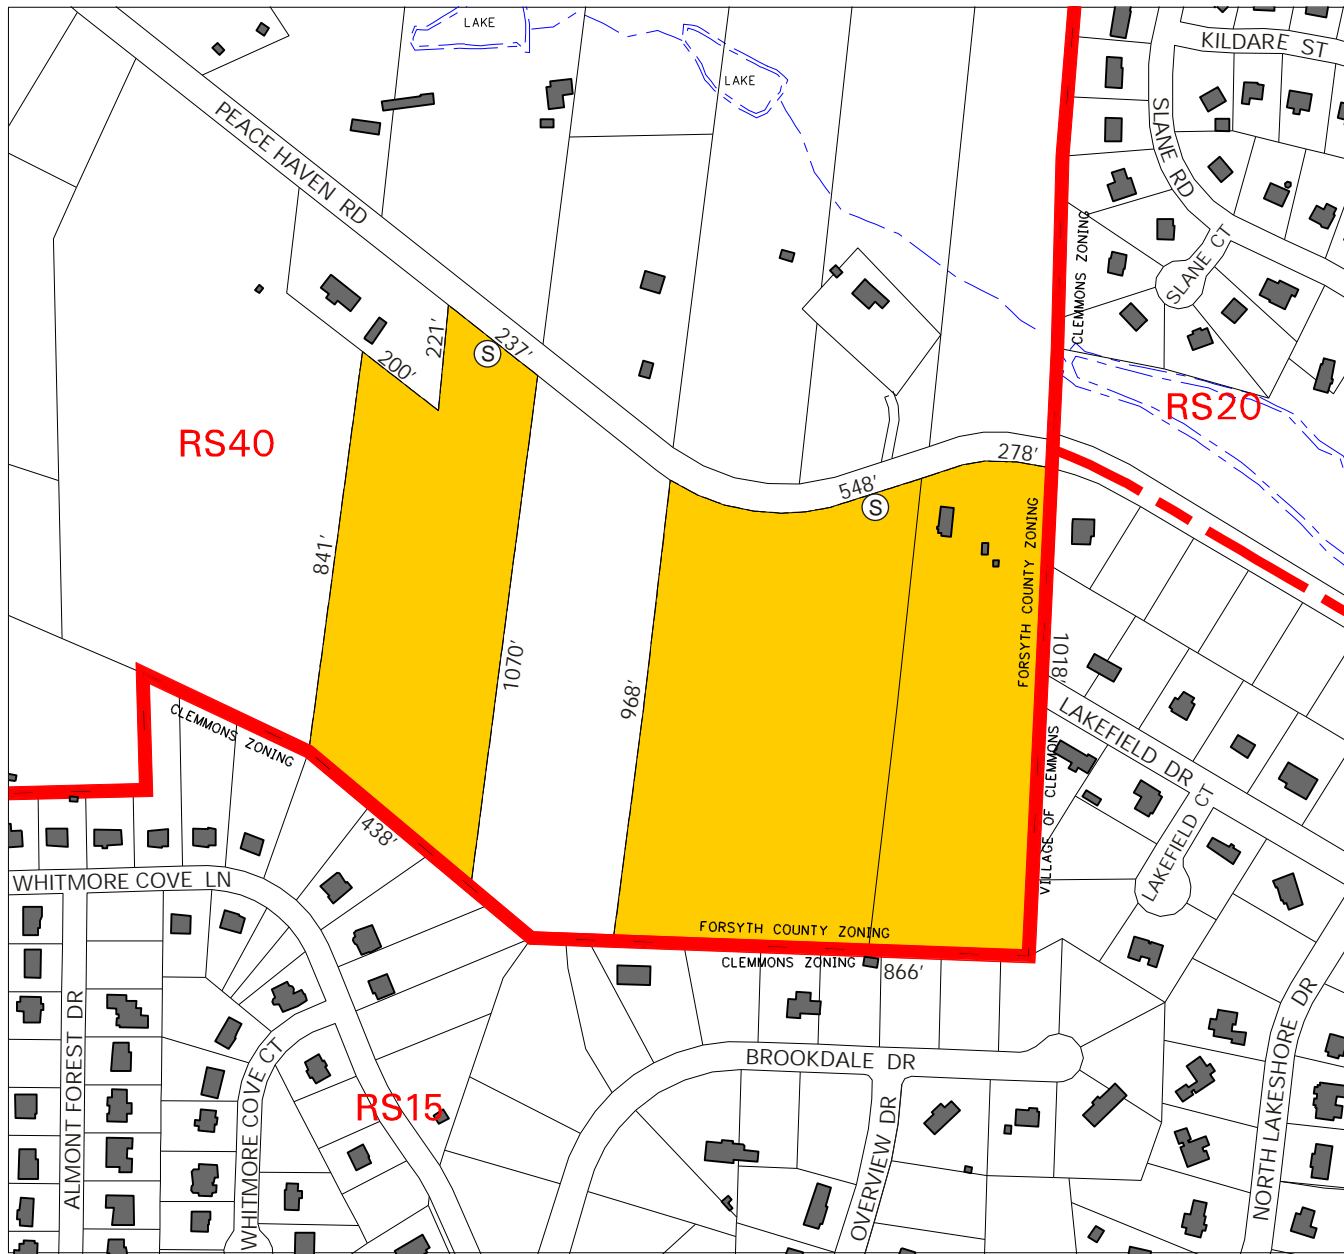 LAKE
KILDARE ST
LAKE
PEACE HAVEN RD
SLANE RD
CLEMMONS ZONING
SLANE CT
221'
237'
S
200'
RS20
RS40
278'
548'
S
841'
FORSYTH COUNTY ZONING
1070'
968'
1018'
LAKEFIELD DR
CLEMMONS ZONING
VILLAGE OF CLEMMONS
LAKEFIELD CT
438'
WHITMORE COVE LN
FORSYTH COUNTY ZONING
CLEMMONS ZONING
866'
ALMONT FOREST DR
WHITMORE COVE CT
BROOKDALE DR
RS15
OVERVIEW DR
NORTH LAKESHORE DR